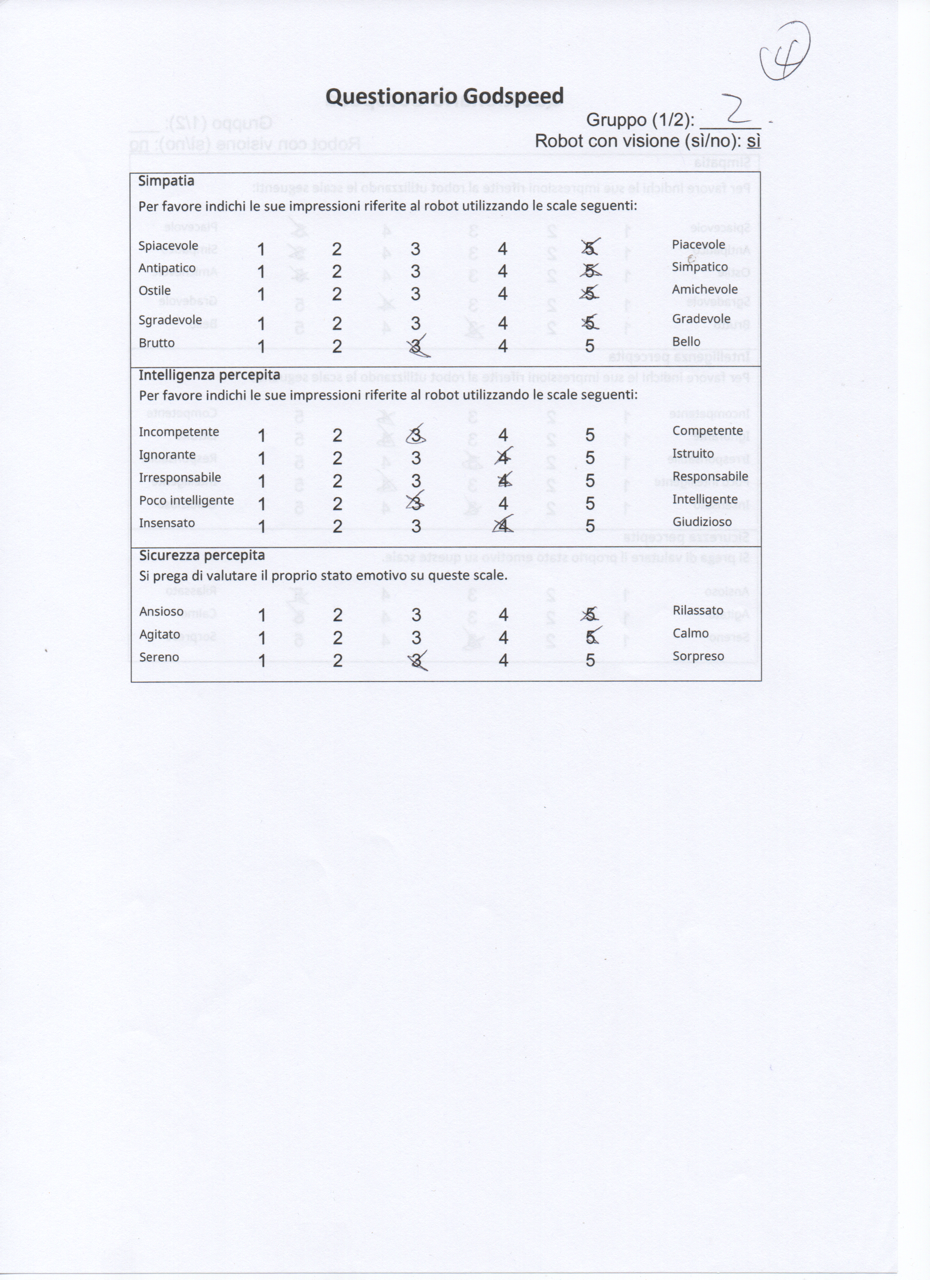 4
Questionario Godspeed
Gruppo (1/2): 2
Robot con visione (sì/no): sì
Simpatia
Per favore indichi le sue impressioni riferite al robot utilizzando le scale seguenti:
Spiacevole 1 2 3 4 5 Piacevole
Antipatico 1 2 3 4 5 Simpatico
Ostile 1 2 3 4 5 Amichevole
Sgradevole 1 2 3 4 5 Gradevole
Brutto 1 2 3 4 5 Bello
Intelligenza percepita
Per favore indichi le sue impressioni riferite al robot utilizzando le scale seguenti:
Incompetente 1 2 3 4 5 Competente
Ignorante 1 2 3 4 5 Istruito
Irresponsabile 1 2 3 4 5 Responsabile
Poco intelligente 1 2 3 4 5 Intelligente
Insensato 1 2 3 4 5 Giudizioso
Sicurezza percepita
Si prega di valutare il proprio stato emotivo su queste scale.
Ansioso 1 2 3 4 5 Rilassato
Agitato 1 2 3 4 5 Calmo
Sereno 1 2 3 4 5 Sorpreso